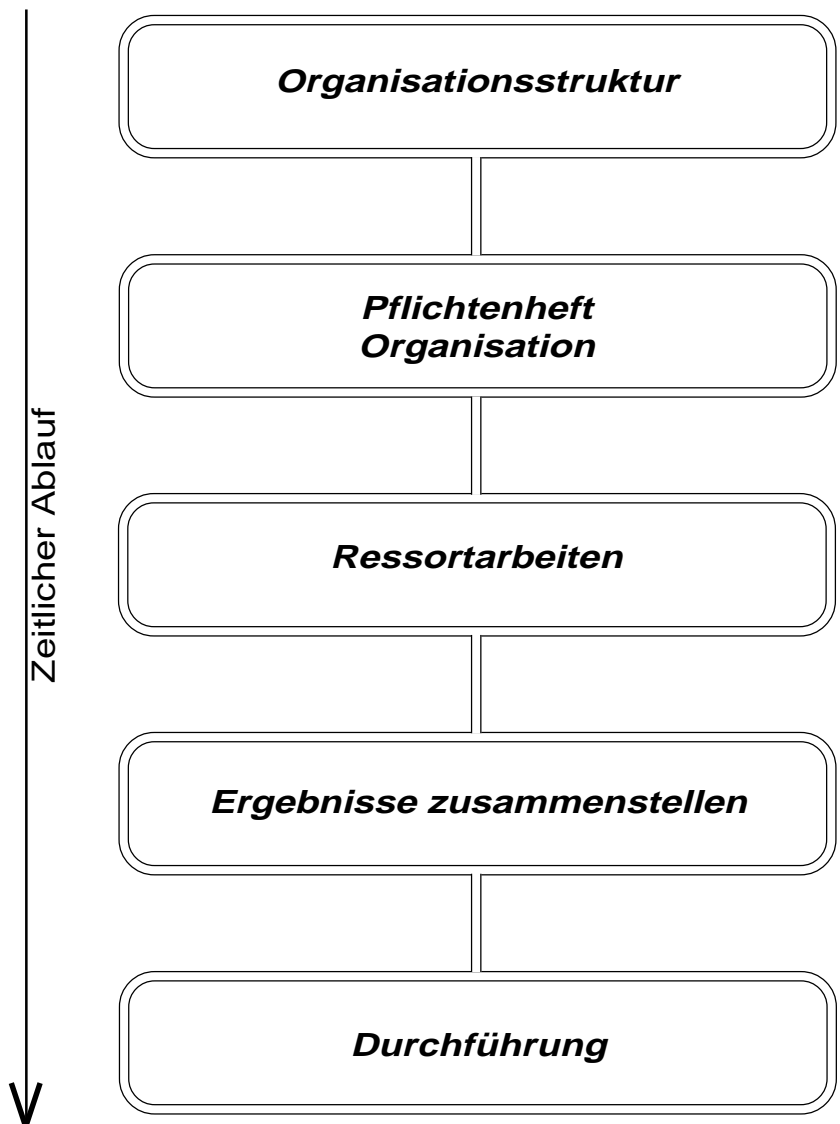 Organisationsstruktur
Pflichtenheft
Organisation
Zeitlicher Ablauf
Ressortarbeiten
Ergebnisse zusammenstellen
Durchführung